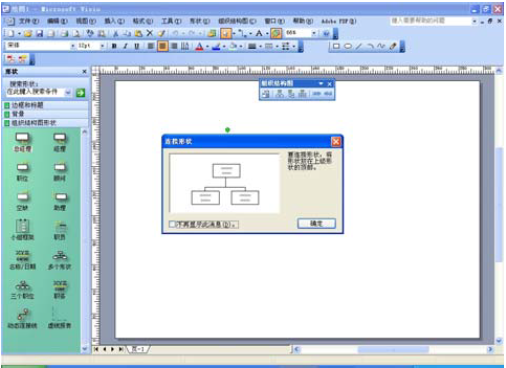 绘图1 - Microsoft Visio
文件(F) 编辑(E) 视图(V) 插入(I) 格式(O) 工具(T) 形状(S) 组织结构图(C) 窗口(W) 帮助(H) Adobe PDF(B)
键入需要帮助的问题
宋体 12pt
形状
搜索形状:
在此键入搜索条件
边框和标题
背景
组织结构图形状
总经理 经理
职位 顾问
空缺 助理
小组框架 职员
名称/日期 多个形状
三个职位 职务
动态连接线 虚线报表
组织结构图
连接形状
要连接形状，将
形状放在上级形
状的顶部。
不再显示此消息(D)。
确定
页-1